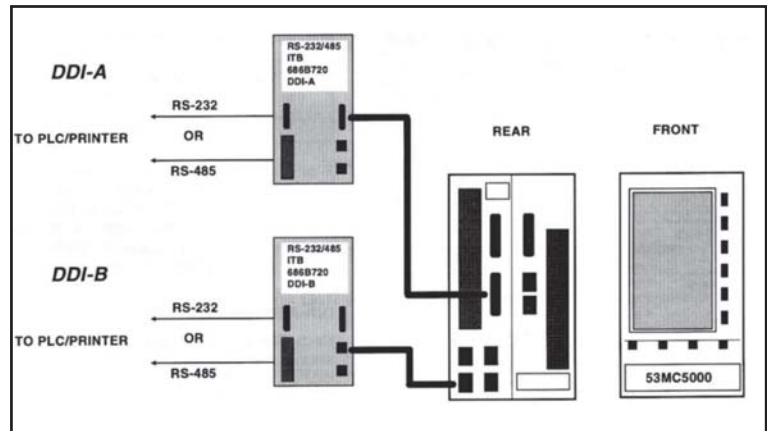 DDI-A
RS-232/485
ITB
686B720
DDI-A
RS-232
TO PLC/PRINTER
OR
RS-485
REAR
FRONT
DDI-B
RS-232/485
ITB
686B720
DDI-B
RS-232
TO PLC/PRINTER
OR
RS-485
53MC5000